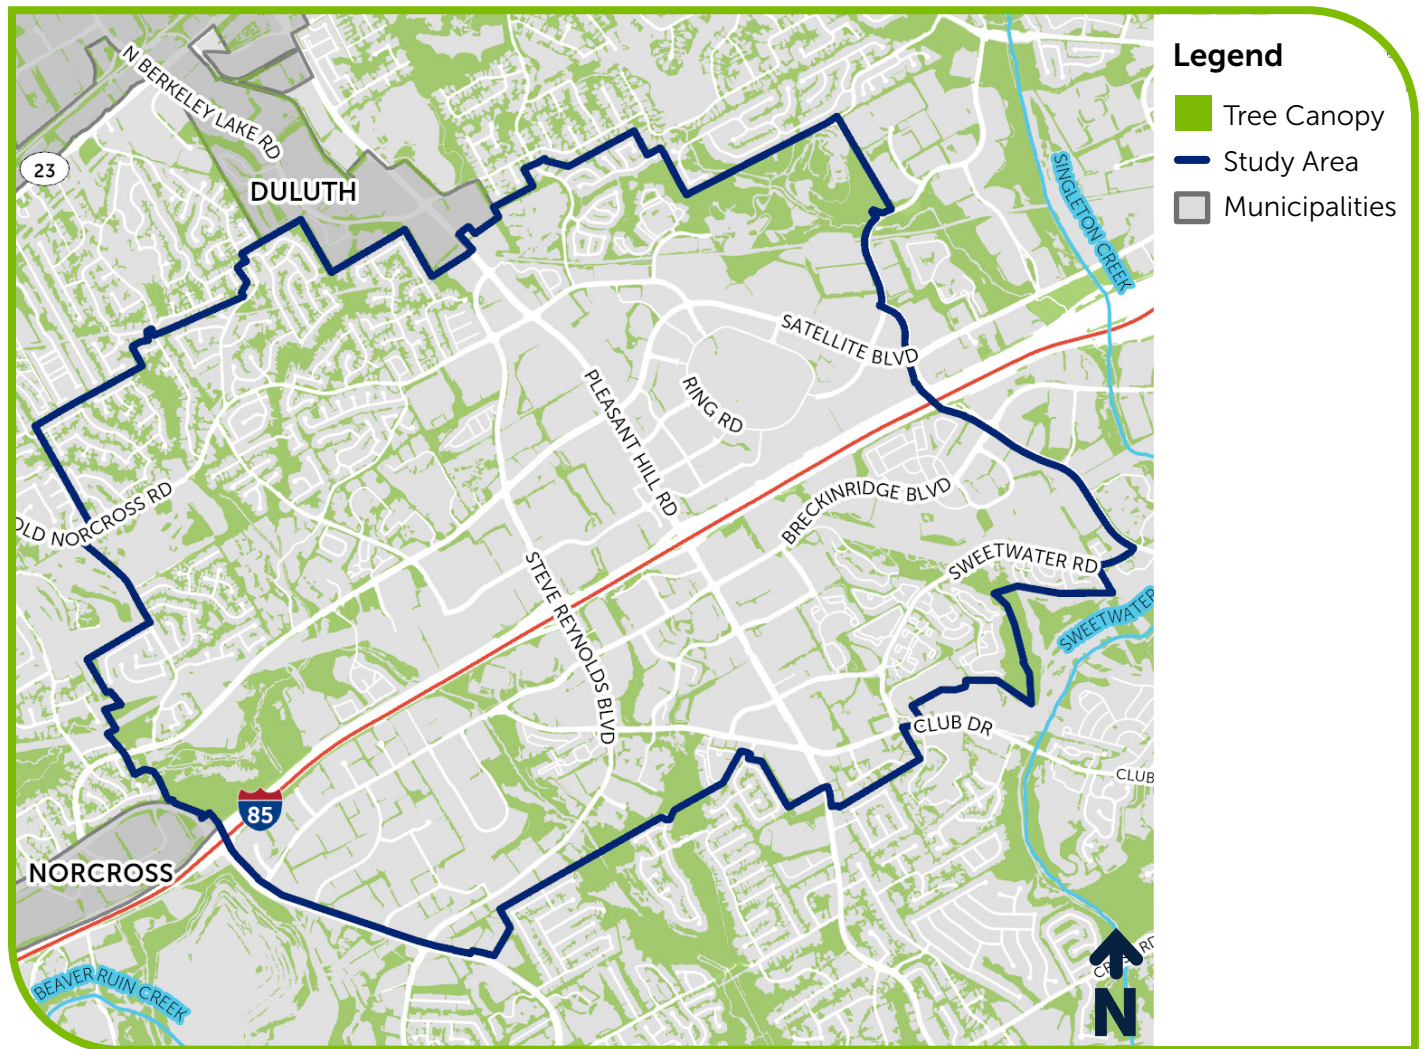 Legend
Tree Canopy
Study Area
Municipalities
N BERKELEY LAKE RD
23
DULUTH
SINGLETON CREEK
SATELLITE BLVD
PLEASANT HILL RD
RING RD
OLD NORCROSS RD
BRECKINRIDGE BLVD
SWEETWATER RD
STEVE REYNOLDS BLVD
SWEETWATER
CLUB DR
CLUB
85
NORCROSS
BEAVER RUIN CREEK
RD
N